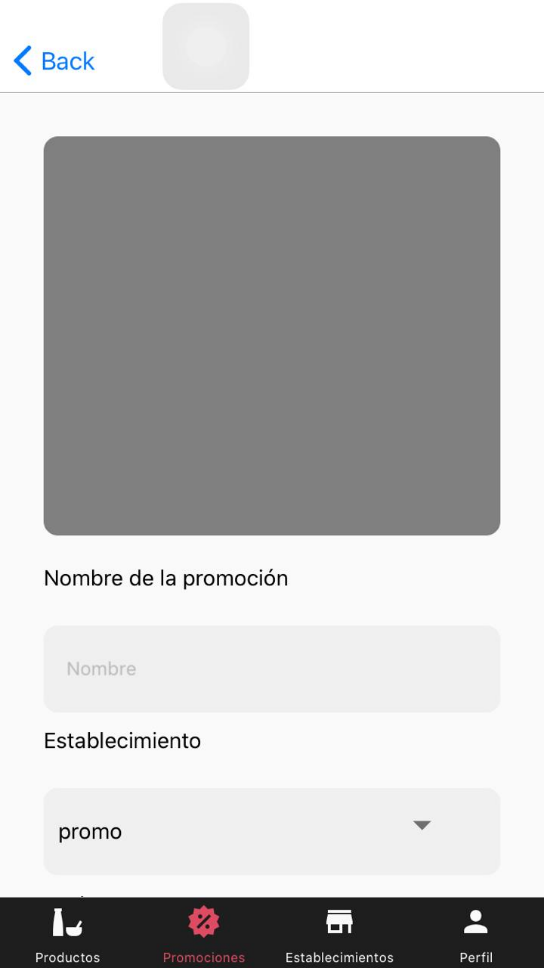 Back
Nombre de la promoción
Nombre
Establecimiento
promo
Productos
Promociones
Establecimientos
Perfil